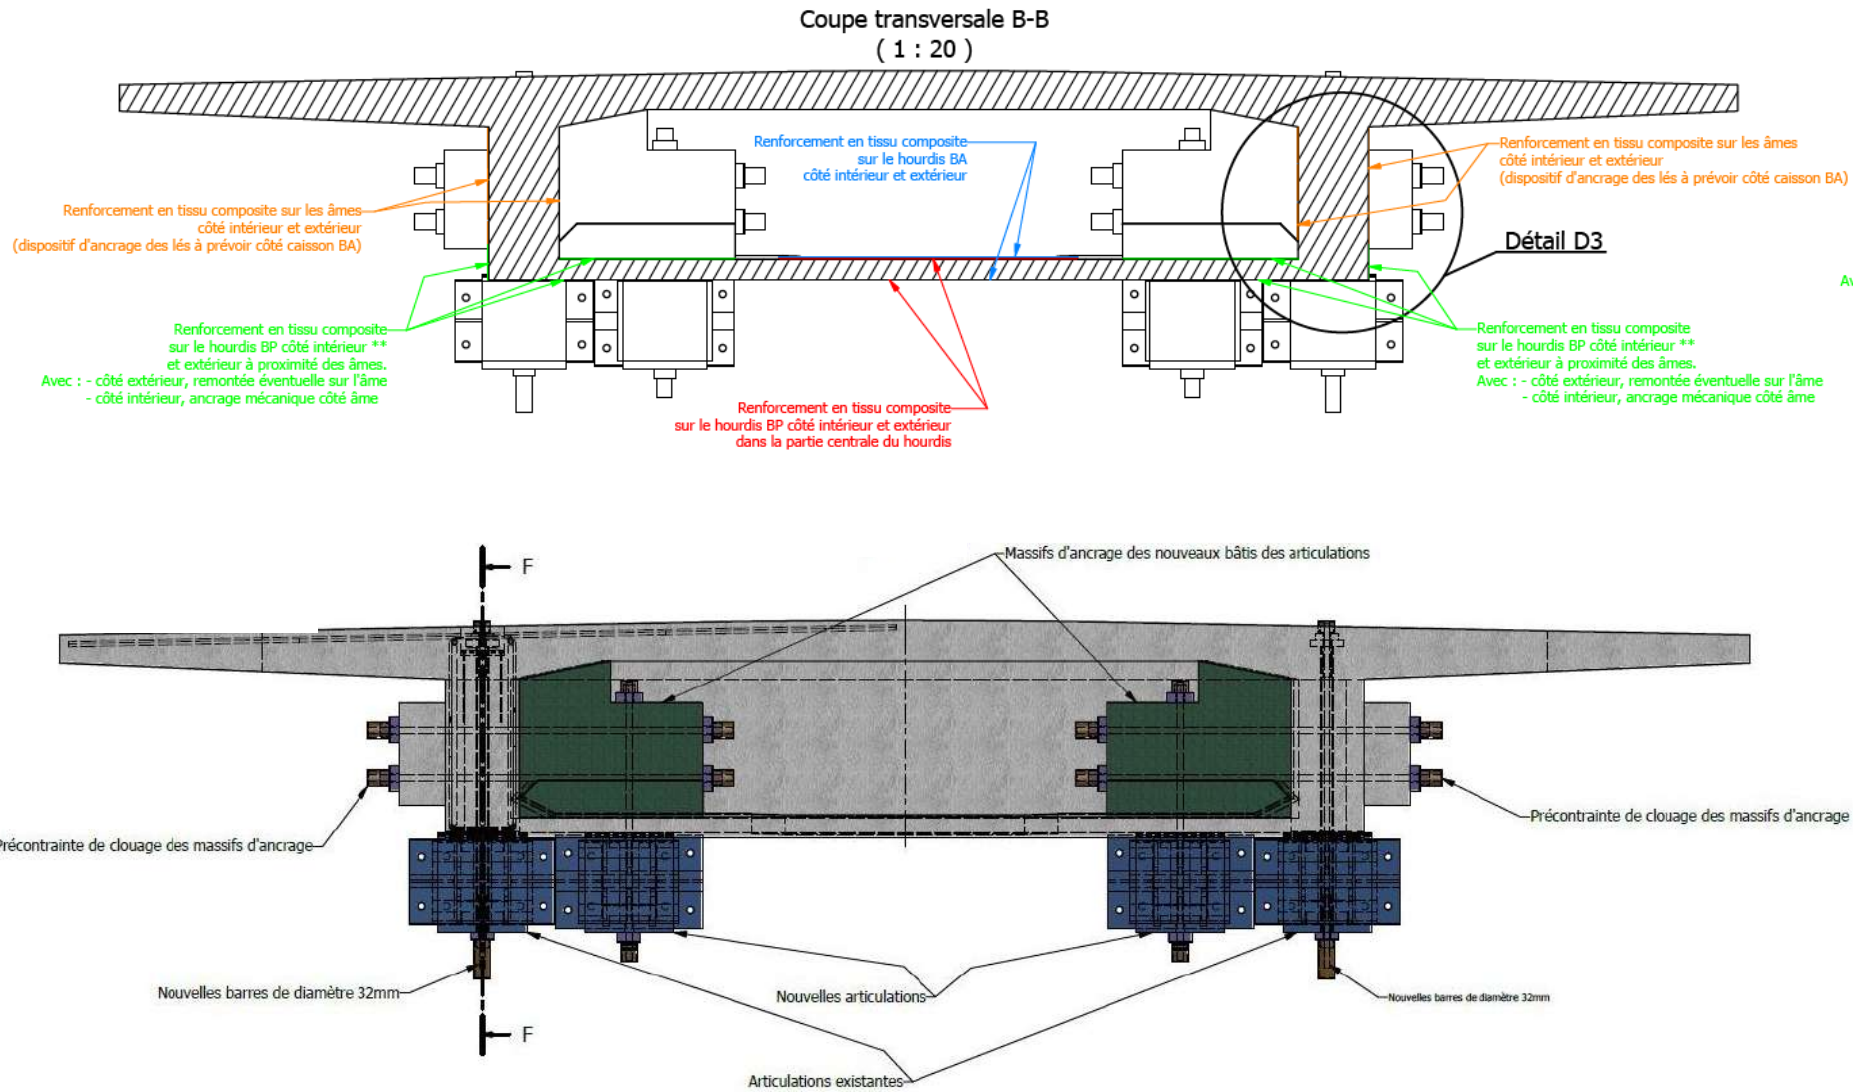 Coupe transversale B-B
( 1 : 20 )
Renforcement en tissu composite
sur le hourdis BA
côté intérieur et extérieur
Renforcement en tissu composite sur les âmes
côté intérieur et extérieur
(dispositif d'ancrage des lés à prévoir côté caisson BA)
Renforcement en tissu composite sur les âmes
côté intérieur et extérieur
(dispositif d'ancrage des lés à prévoir côté caisson BA)
Détail D3
Renforcement en tissu composite
sur le hourdis BP côté intérieur **
et extérieur à proximité des âmes.
Avec : - côté extérieur, remontée éventuelle sur l'âme
- côté intérieur, ancrage mécanique côté âme
Renforcement en tissu composite
sur le hourdis BP côté intérieur **
et extérieur à proximité des âmes.
Avec : - côté extérieur, remontée éventuelle sur l'âme
- côté intérieur, ancrage mécanique côté âme
Renforcement en tissu composite
sur le hourdis BP côté intérieur et extérieur
dans la partie centrale du hourdis
F
Massifs d'ancrage des nouveaux bâtis des articulations
Précontrainte de clouage des massifs d'ancrage
Précontrainte de clouage des massifs d'ancrage
Nouvelles barres de diamètre 32mm
Nouvelles articulations
Nouvelles barres de diamètre 32mm
F
Articulations existantes